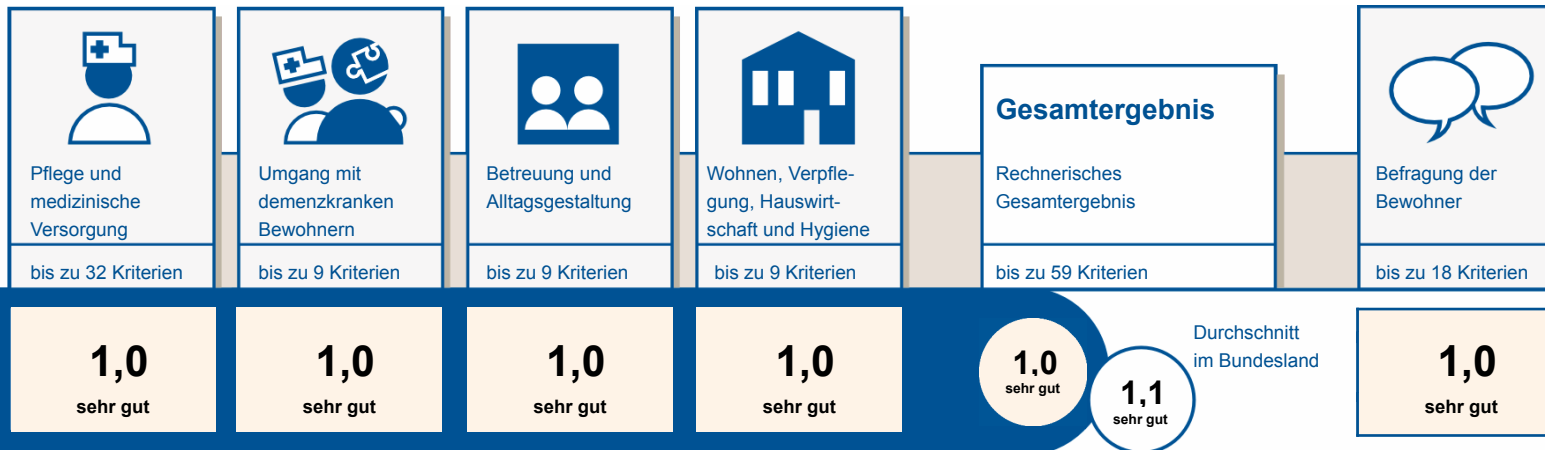 Pflege und
medizinische
Versorgung
bis zu 32 Kriterien
1,0
sehr gut
Umgang mit
demenzkranken
Bewohnern
bis zu 9 Kriterien
1,0
sehr gut
Betreuung und
Alltagsgestaltung
bis zu 9 Kriterien
1,0
sehr gut
Wohnen, Verpfle-
gung, Hauswirt-
schaft und Hygiene
bis zu 9 Kriterien
1,0
sehr gut
Gesamtergebnis
Rechnerisches
Gesamtergebnis
bis zu 59 Kriterien
1,0
sehr gut
1,1
sehr gut
Durchschnitt
im Bundesland
Befragung der
Bewohner
bis zu 18 Kriterien
1,0
sehr gut